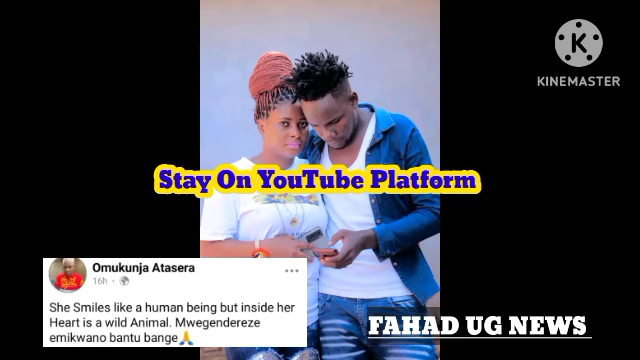 KINEMASTER
Stay On YouTube Platform
Omukunja Atasera
16h ·
She Smiles like a human being but inside her
Heart is a wild Animal. Mwegendereze
emikwano bantu bange🙏
FAHAD UG NEWS